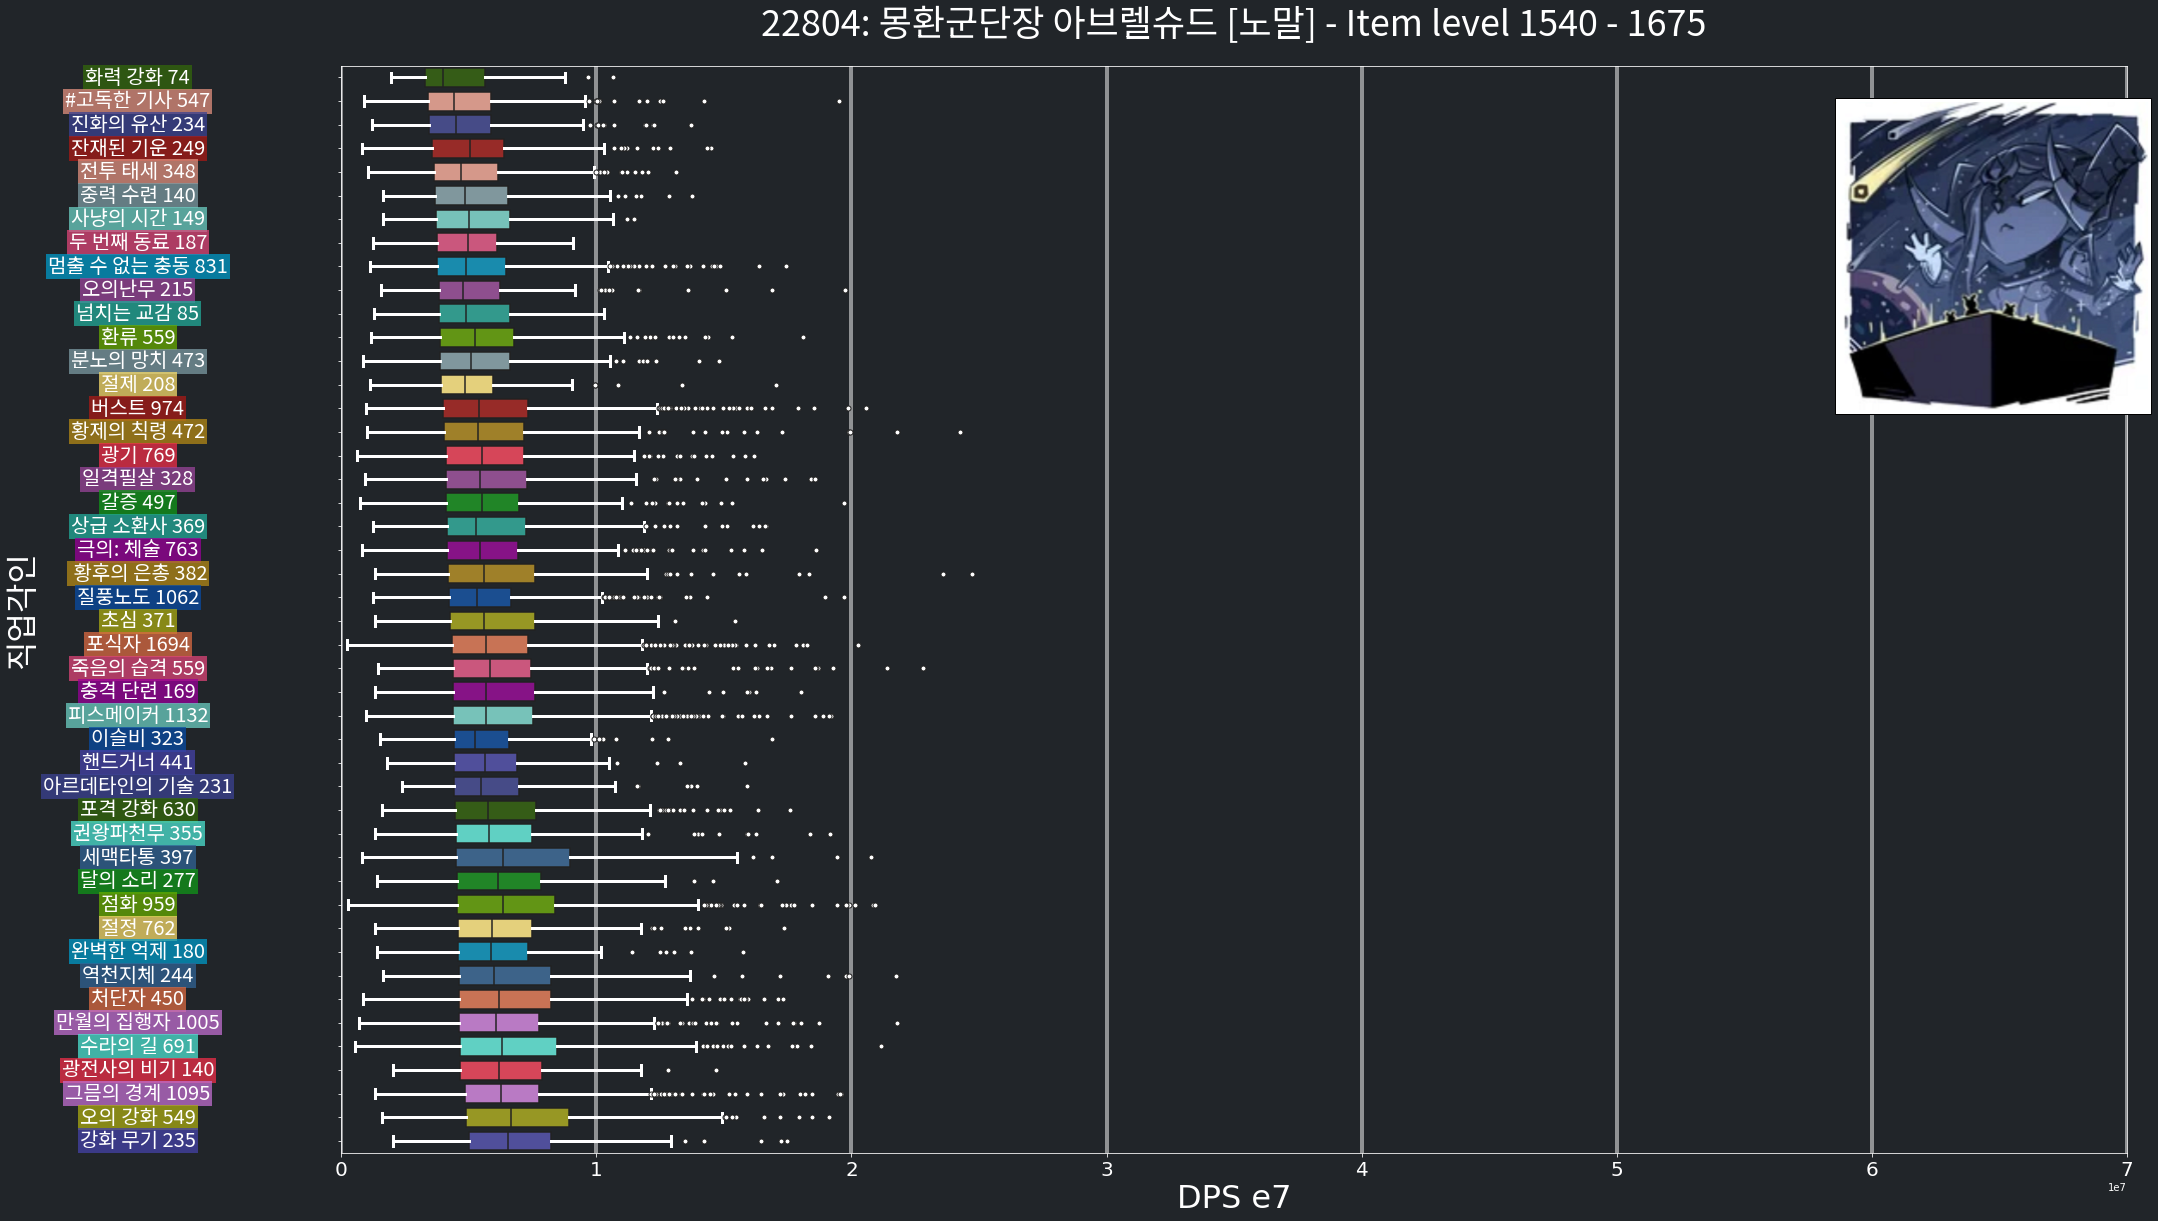 22804: 몽환군단장 아브렐슈드 [노말] - Item level 1540 - 1675
화력 강화 74
#고독한 기사 547
진화의 유산 234
잔재된 기운 249
전투 태세 348
중력 수련 140
사냥의 시간 149
두 번째 동료 187
멈출 수 없는 충동 831
오의난무 215
넘치는 교감 85
환류 559
분노의 망치 473
절제 208
버스트 974
황제의 칙령 472
광기 769
일격필살 328
갈증 497
상급 소환사 369
극의: 체술 763
황후의 은총 382
질풍노도 1062
초심 371
포식자 1694
죽음의 습격 559
충격 단련 169
피스메이커 1132
이슬비 323
핸드거너 441
아르데타인의 기술 231
포격 강화 630
권왕파천무 355
세맥타통 397
달의 소리 277
점화 959
절정 762
완벽한 억제 180
역천지체 244
처단자 450
만월의 집행자 1005
수라의 길 691
광전사의 비기 140
그믐의 경계 1095
오의 강화 549
강화 무기 235
직업각인
0 1 2 3 4 5 6 7
1e7
DPS e7